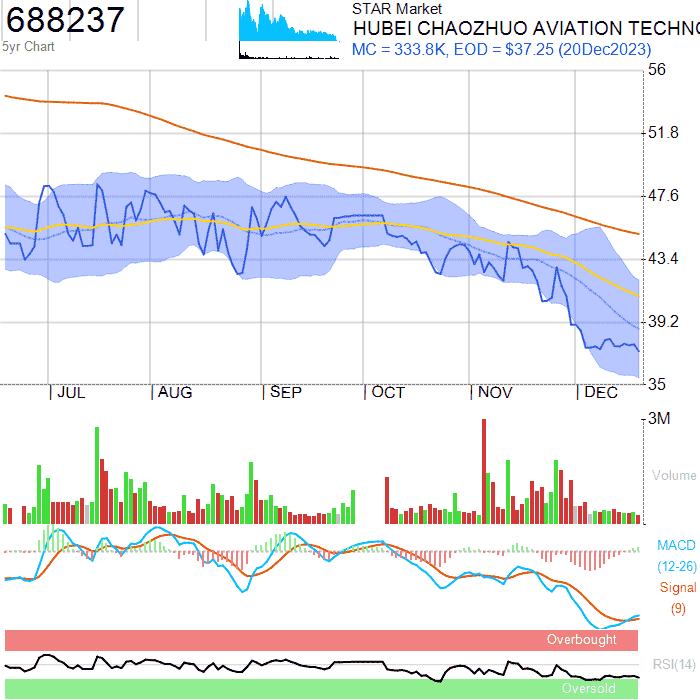 688237
5yr Chart
STAR Market
HUBEI CHAOZHUO AVIATION TECHNO
MC = 333.8K, EOD = $37.25 (20Dec2023)
56
51.8
47.6
43.4
39.2
35
JUL AUG SEP OCT NOV DEC
3M
Volume
MACD
(12-26)
Signal
(9)
Overbought
RSI(14)
Oversold